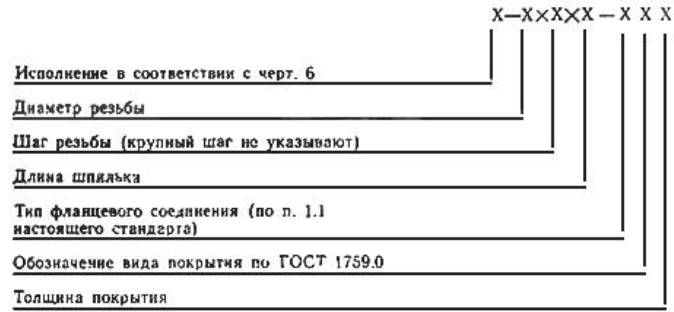 X—X×X×X—X X X
Исполнение в соответствии с черт. 6
Диаметр резьбы
Шаг резьбы (крупный шаг не указывают)
Длина шпильки
Тип фланцевого соединения (по п. 1.1
настоящего стандарта)
Обозначение вида покрытия по ГОСТ 1759.0
Толщина покрытия